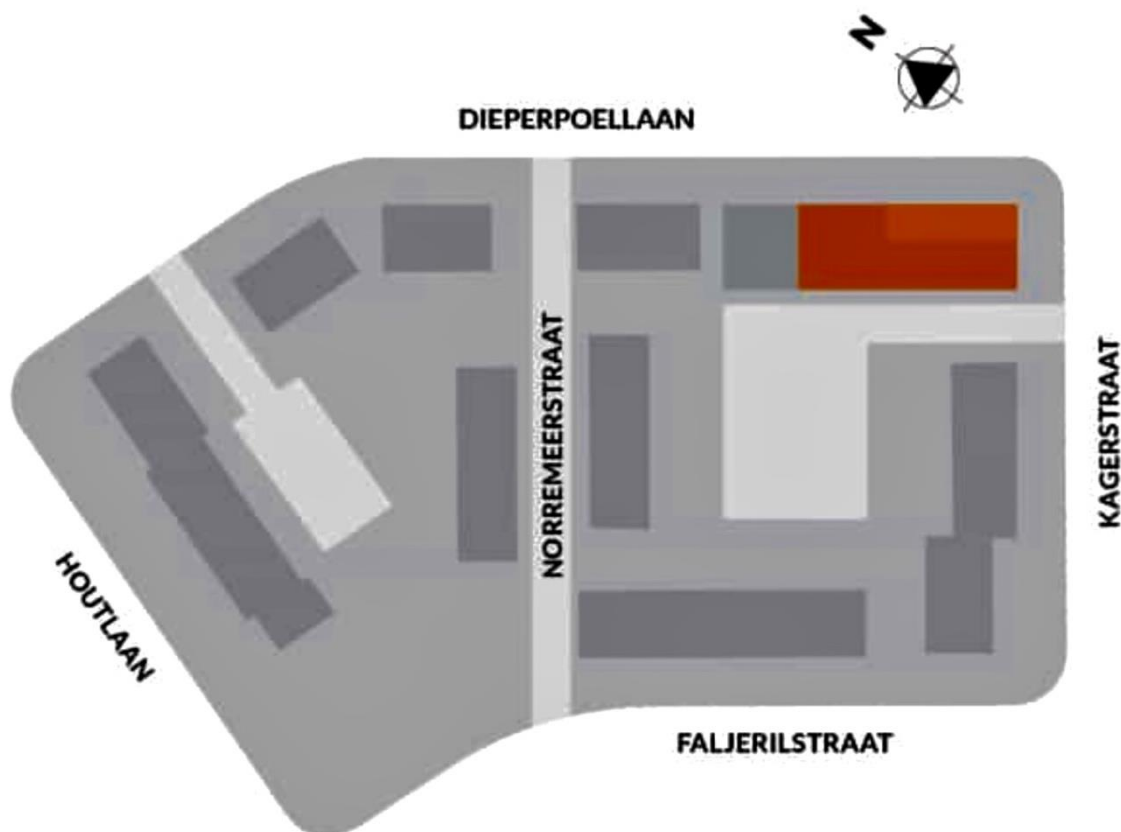 N
DIEPERPOELLAAN
NORREMEERSTRAAT
KAGERSTRAAT
HOUTLAAN
FALJERILSTRAAT